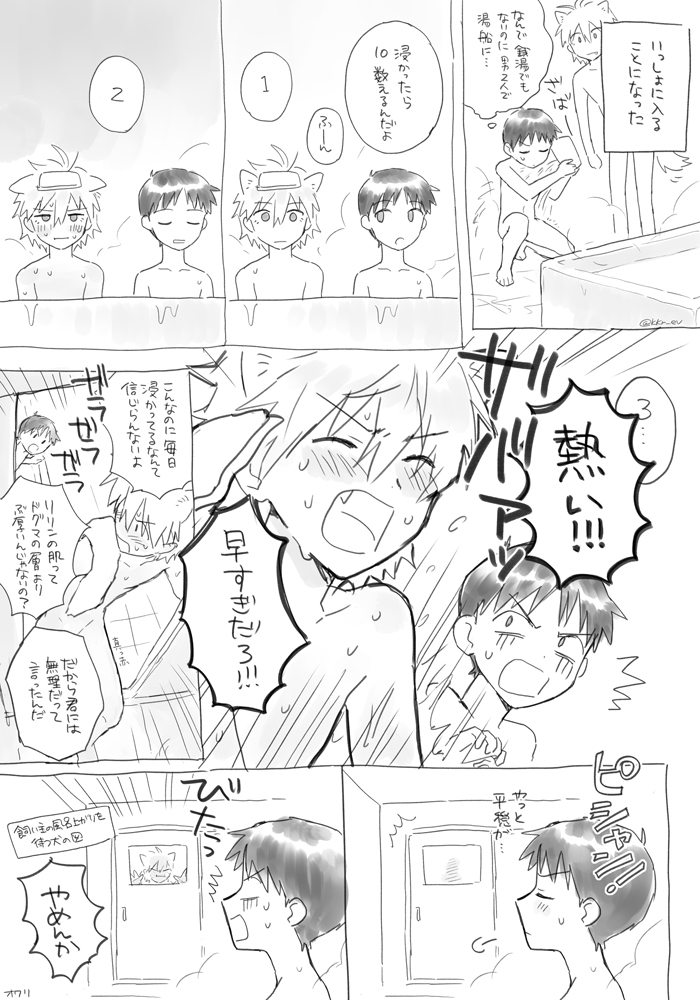 いっしょに入る
ことになった
なんで銭湯でも
ないのに男2人で
湯船に…
ざば
@kkr_ev
浸かったら
10数えるんだよ
ふーん
1
2
3…
熱い!!!
ザバアッ
早すぎだろ!!!
こんなのに毎日
浸かってるなんて
信じらんないよ
ガラ
ガラ
ガラ
リリンの肌って
ドグマの層より
ぶ厚いんじゃないの?
真っ赤
だから君には
無理だって
言ったんだ
ピシャン!
やっと
平穏が…
びたっ
飼い主の風呂上がりを
待つ犬の図
やめんか
オワリ